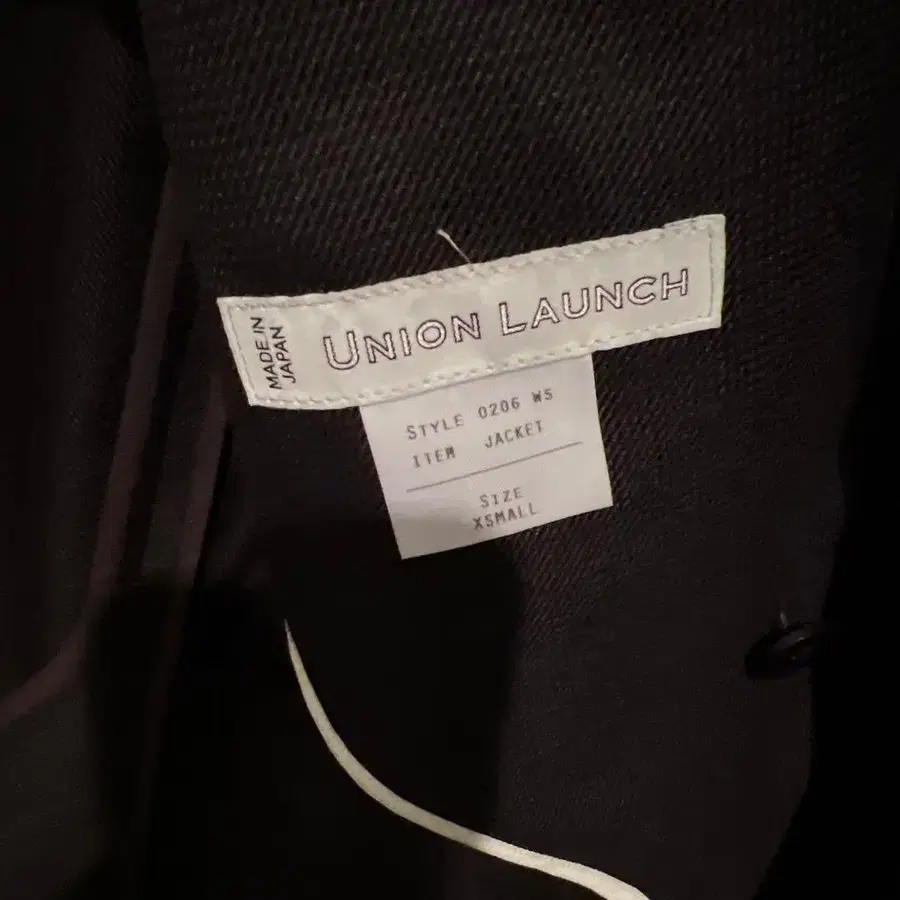 MADE IN
JAPAN
UNION LAUNCH
STYLE 0206 WS
ITEM JACKET
SIZE
XSMALL